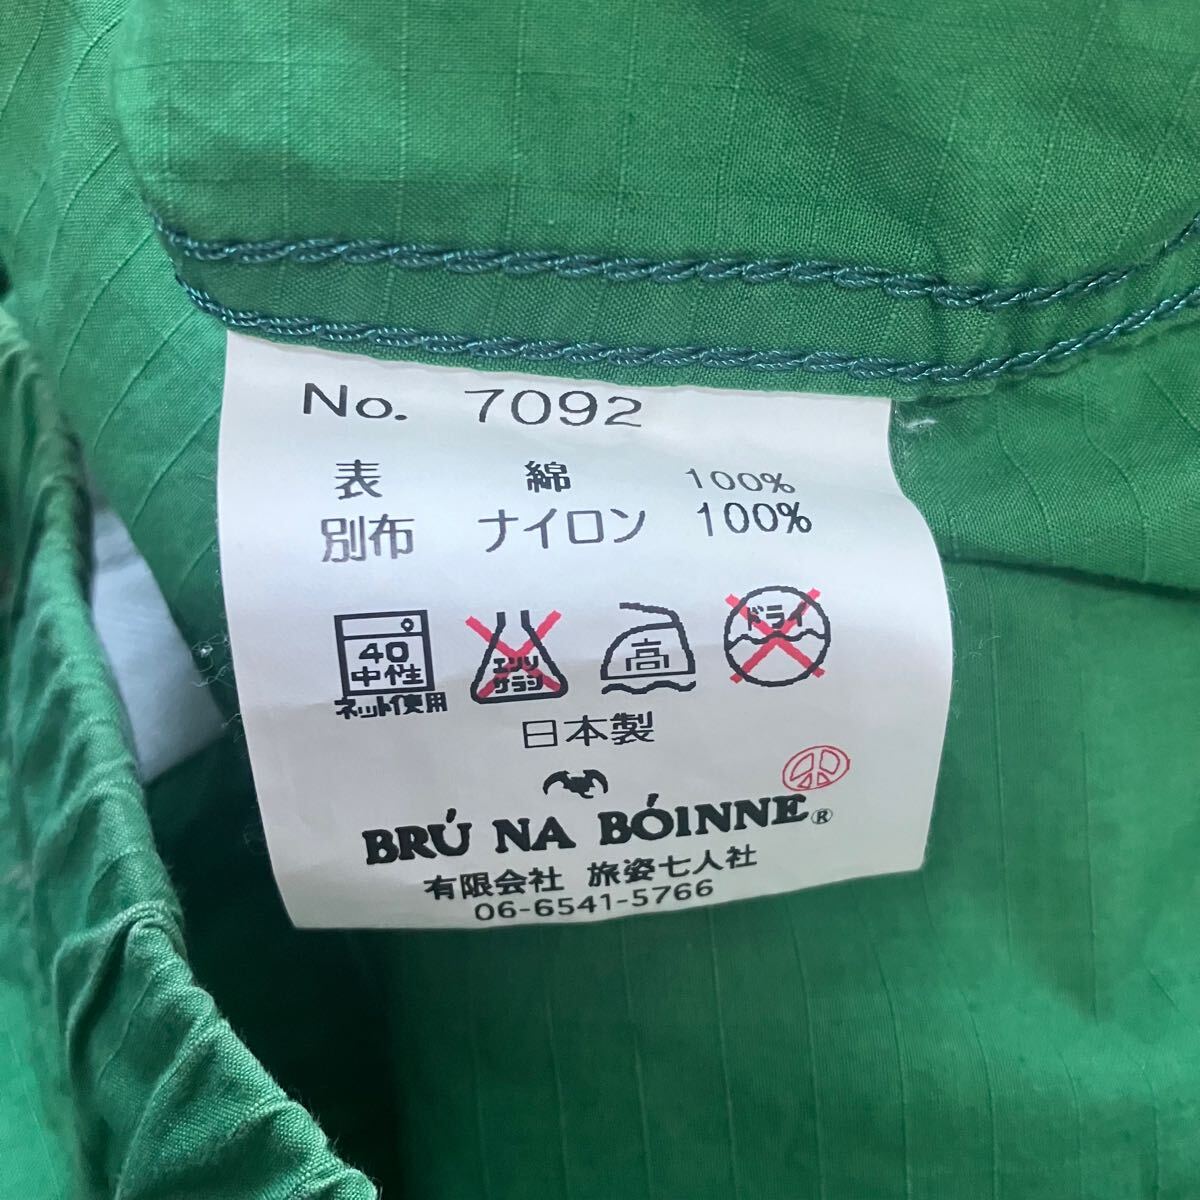 No. 7092
表 綿 100%
別布 ナイロン 100%
40
中性
ネット使用
エンソ
サラシ
高
ドライ
日本製
BRÚ NA BÓINNE®
有限会社 旅姿七人社
06-6541-5766